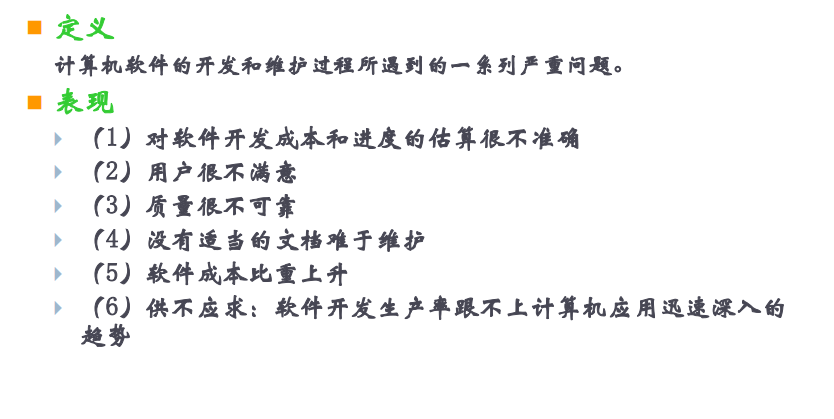 定义
计算机软件的开发和维护过程所遇到的一系列严重问题。
表现
（1）对软件开发成本和进度的估算很不准确
（2）用户很不满意
（3）质量很不可靠
（4）没有适当的文档难于维护
（5）软件成本比重上升
（6）供不应求：软件开发生产率跟不上计算机应用迅速深入的
趋势